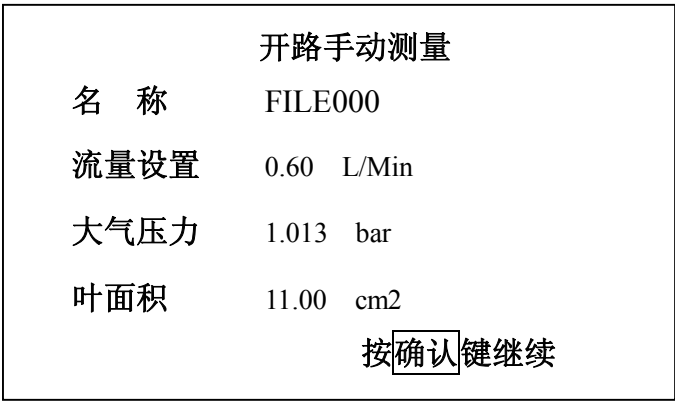 开路手动测量
名 称 FILE000
流量设置 0.60 L/Min
大气压力 1.013 bar
叶面积 11.00 cm2
按确认键继续